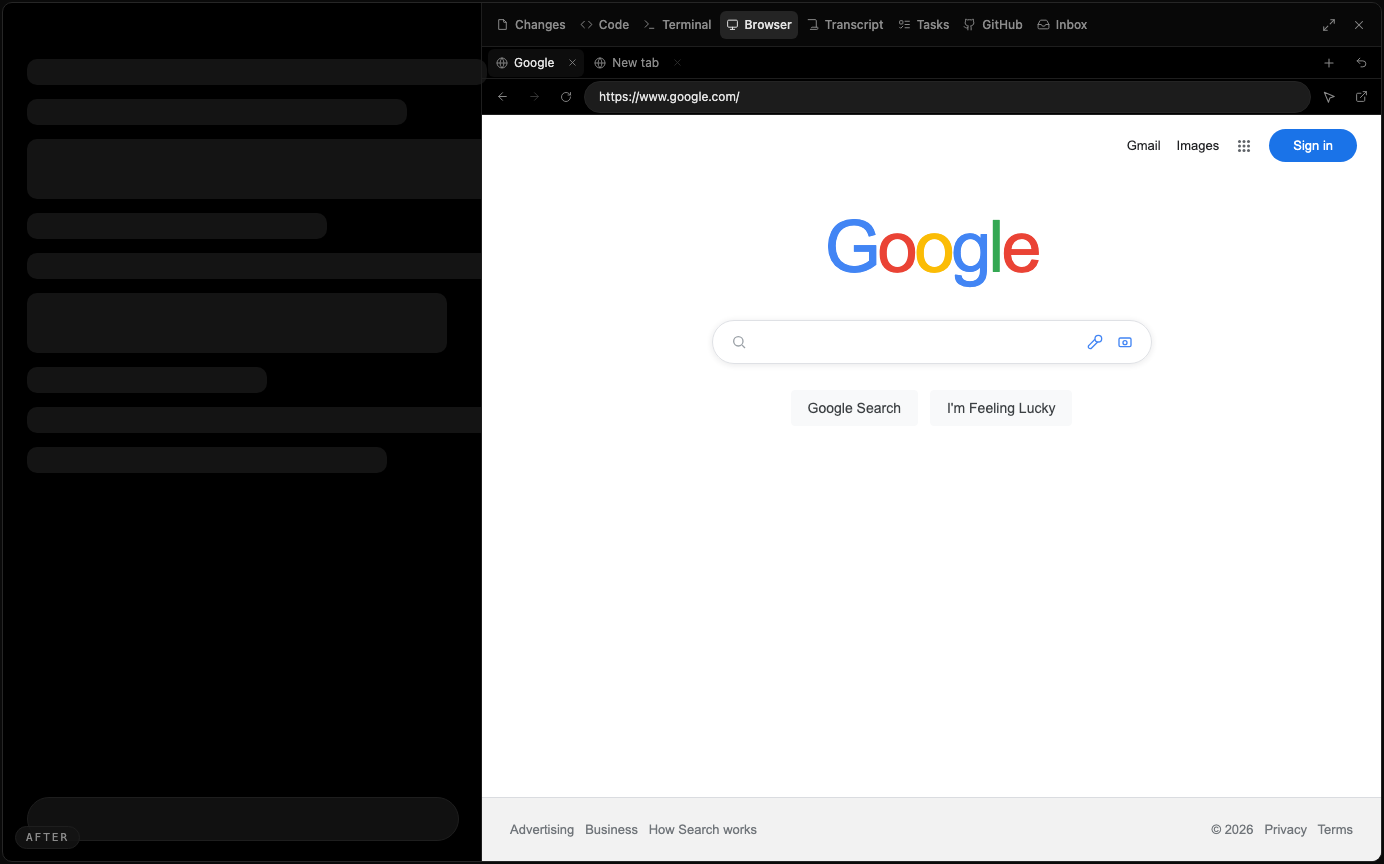 Changes Code Terminal Browser Transcript Tasks GitHub Inbox
Google New tab
https://www.google.com/
Gmail Images Sign in
Google
Google Search I'm Feeling Lucky
Advertising Business How Search works © 2026 Privacy Terms
AFTER